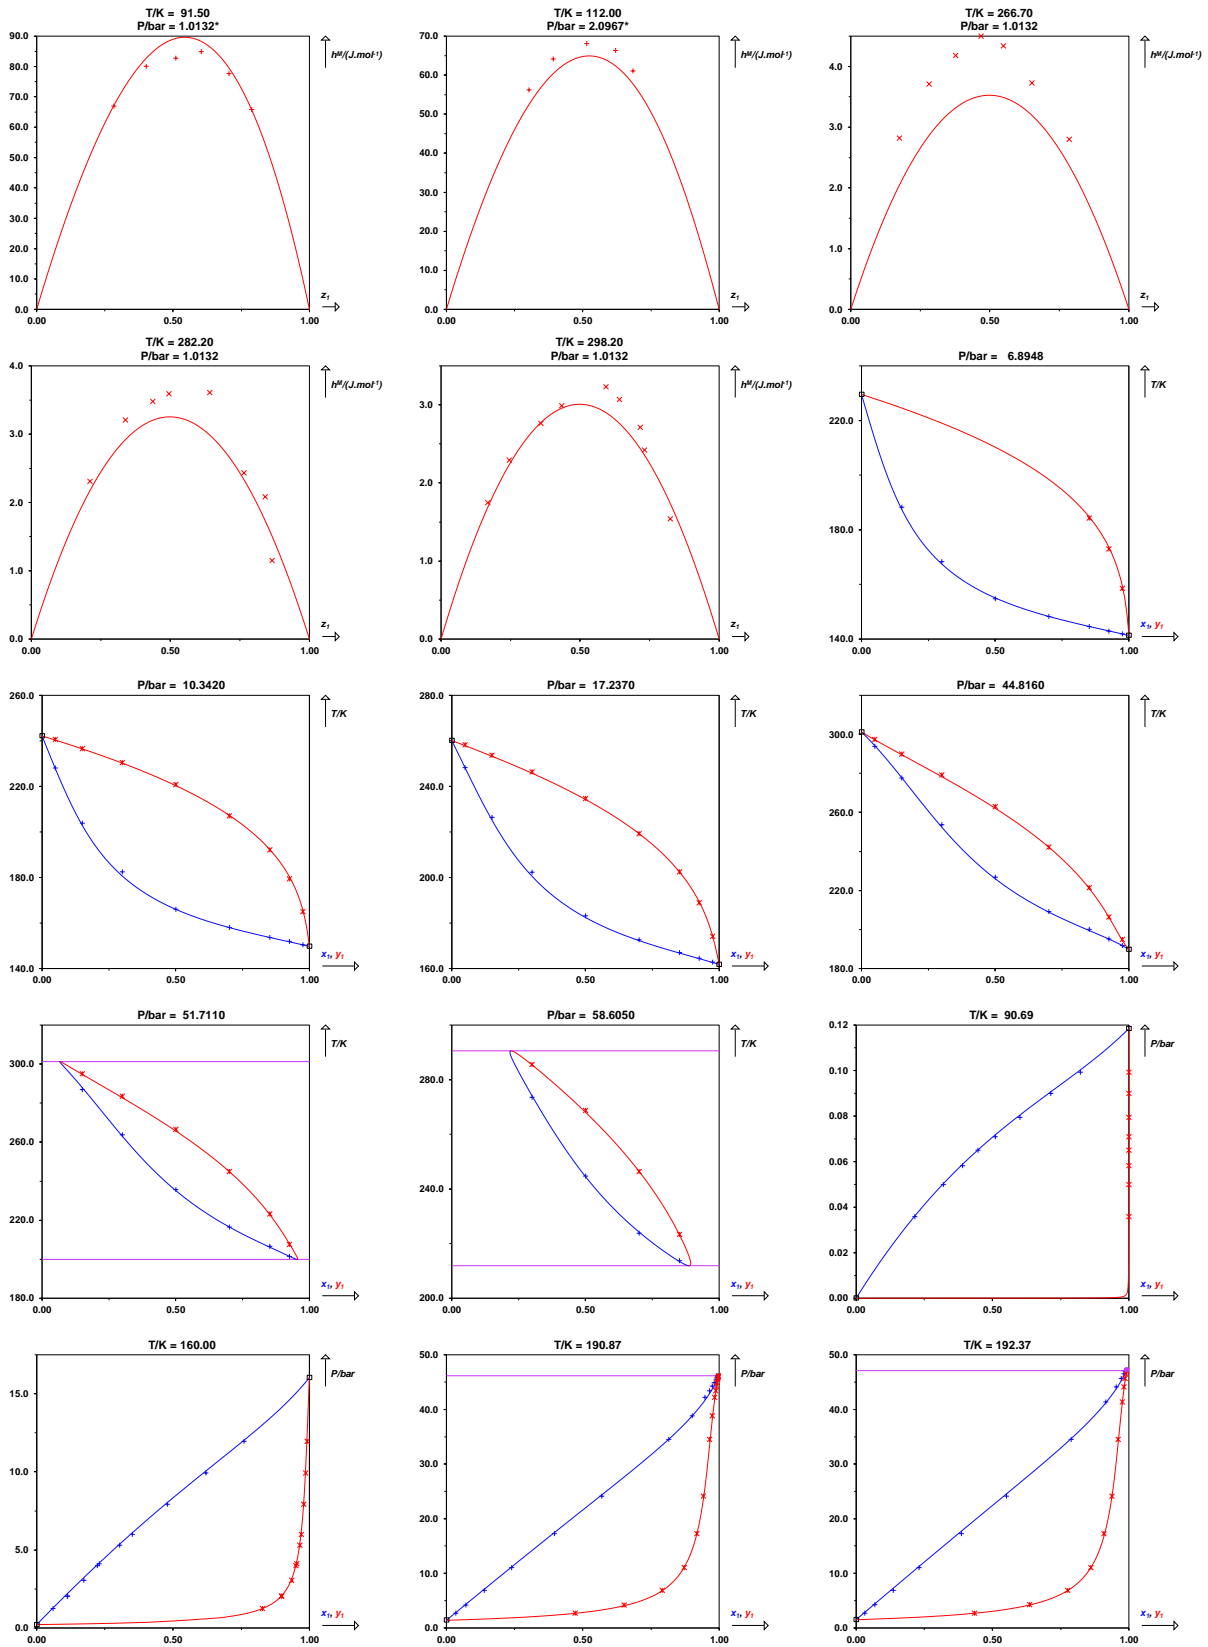 T/K = 91.50
P/bar = 1.0132*
90.0
80.0
70.0
60.0
50.0
40.0
30.0
20.0
10.0
0.0
0.00
0.50
1.00
hM/(J.mol-1)
z1
T/K = 112.00
P/bar = 2.0967*
70.0
60.0
50.0
40.0
30.0
20.0
10.0
0.0
0.00
0.50
1.00
hM/(J.mol-1)
z1
T/K = 266.70
P/bar = 1.0132
4.0
3.0
2.0
1.0
0.0
0.00
0.50
1.00
hM/(J.mol-1)
z1
T/K = 282.20
P/bar = 1.0132
4.0
3.0
2.0
1.0
0.0
0.00
0.50
1.00
hM/(J.mol-1)
z1
T/K = 298.20
P/bar = 1.0132
3.0
2.0
1.0
0.0
0.00
0.50
1.00
hM/(J.mol-1)
z1
P/bar = 6.8948
220.0
180.0
140.0
0.00
0.50
1.00
T/K
x1, y1
P/bar = 10.3420
260.0
220.0
180.0
140.0
0.00
0.50
1.00
T/K
x1, y1
P/bar = 17.2370
280.0
240.0
200.0
160.0
0.00
0.50
1.00
T/K
x1, y1
P/bar = 44.8160
300.0
260.0
220.0
180.0
0.00
0.50
1.00
T/K
x1, y1
P/bar = 51.7110
300.0
260.0
220.0
180.0
0.00
0.50
1.00
T/K
x1, y1
P/bar = 58.6050
280.0
240.0
200.0
0.00
0.50
1.00
T/K
x1, y1
T/K = 90.69
0.12
0.10
0.08
0.06
0.04
0.02
0.00
0.00
0.50
1.00
P/bar
x1, y1
T/K = 160.00
15.0
10.0
5.0
0.0
0.00
0.50
1.00
P/bar
x1, y1
T/K = 190.87
50.0
40.0
30.0
20.0
10.0
0.0
0.00
0.50
1.00
P/bar
x1, y1
T/K = 192.37
50.0
40.0
30.0
20.0
10.0
0.0
0.00
0.50
1.00
P/bar
x1, y1